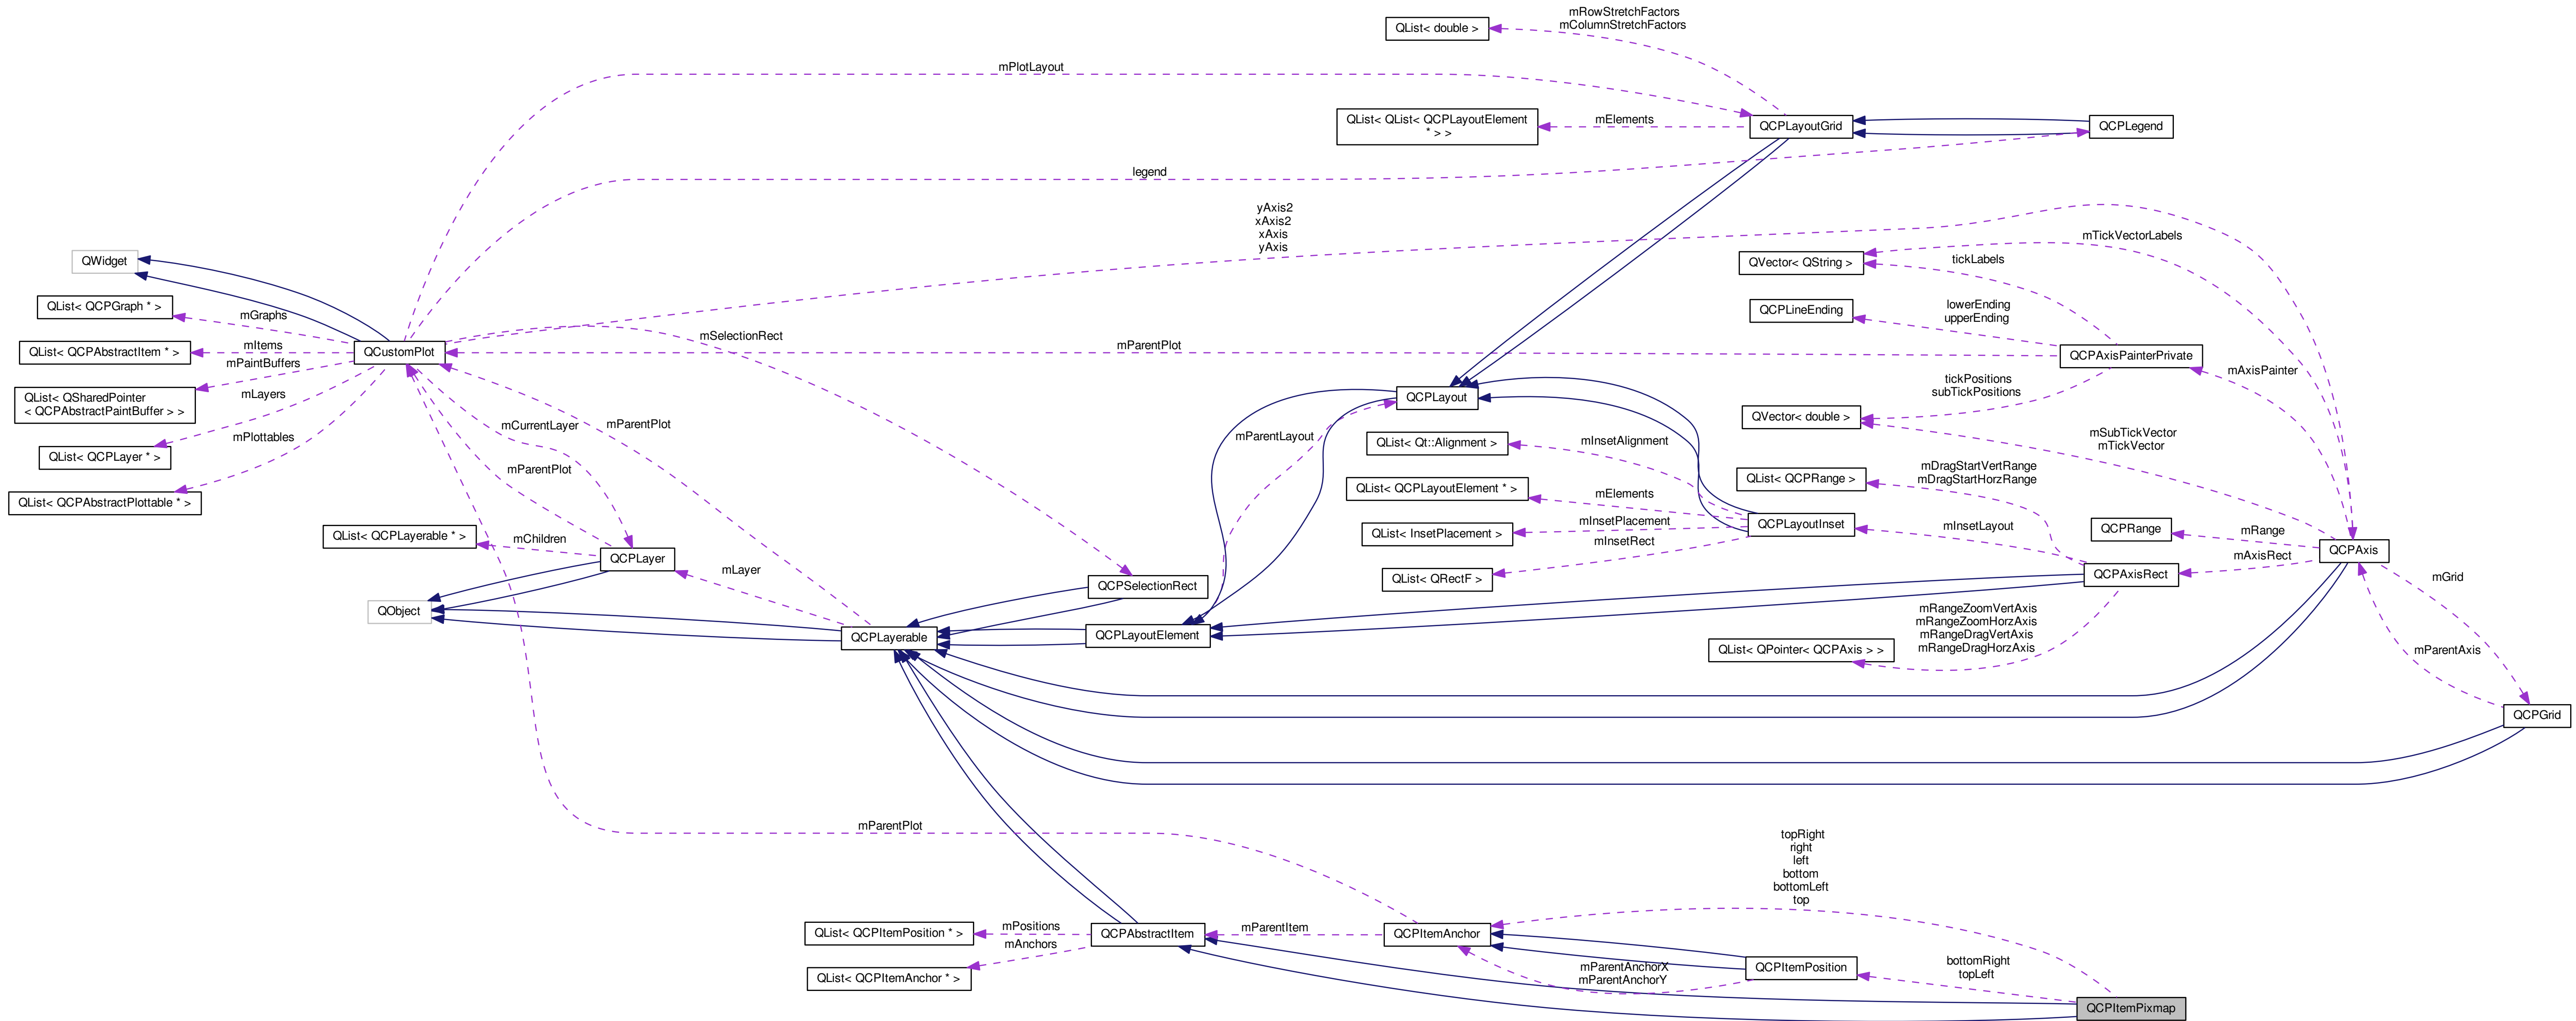 mRowStretchFactors
mColumnStretchFactors
QList< double >
mPlotLayout
QList< QList< QCPLayoutElement
* > >
mElements
QCPLayoutGrid
QCPLegend
legend
yAxis2
xAxis2
xAxis
yAxis
mTickVectorLabels
QWidget
QVector< QString >
tickLabels
QList< QCPGraph * >
mGraphs
QCPLineEnding
lowerEnding
upperEnding
mSelectionRect
QList< QCPAbstractItem * >
mItems
QCustomPlot
mParentPlot
QCPAxisPainterPrivate
mPaintBuffers
QList< QSharedPointer
< QCPAbstractPaintBuffer > >
mLayers
mAxisPainter
tickPositions
subTickPositions
QCPLayout
QVector< double >
mCurrentLayer
mParentPlot
mPlottables
mParentLayout
QList< Qt::Alignment >
mInsetAlignment
mSubTickVector
mTickVector
QList< QCPLayer * >
mParentPlot
QList< QCPRange >
mDragStartVertRange
mDragStartHorzRange
QList< QCPAbstractPlottable * >
QList< QCPLayoutElement * >
mElements
QCPLayoutInset
mInsetLayout
QList< QCPLayerable * >
mChildren
QList< InsetPlacement >
mInsetPlacement
QCPRange
mRange
QCPAxis
mInsetRect
QCPLayer
mAxisRect
mLayer
QCPSelectionRect
QList< QRectF >
QCPAxisRect
mGrid
QObject
mRangeZoomVertAxis
mRangeZoomHorzAxis
mRangeDragVertAxis
mRangeDragHorzAxis
QCPLayerable
QCPLayoutElement
QList< QPointer< QCPAxis > >
mParentAxis
QCPGrid
mParentPlot
topRight
right
left
bottom
bottomLeft
top
QList< QCPItemPosition * >
mPositions
QCPAbstractItem
mParentItem
QCPItemAnchor
mAnchors
QList< QCPItemAnchor * >
mParentAnchorX
mParentAnchorY
QCPItemPosition
bottomRight
topLeft
QCPItemPixmap